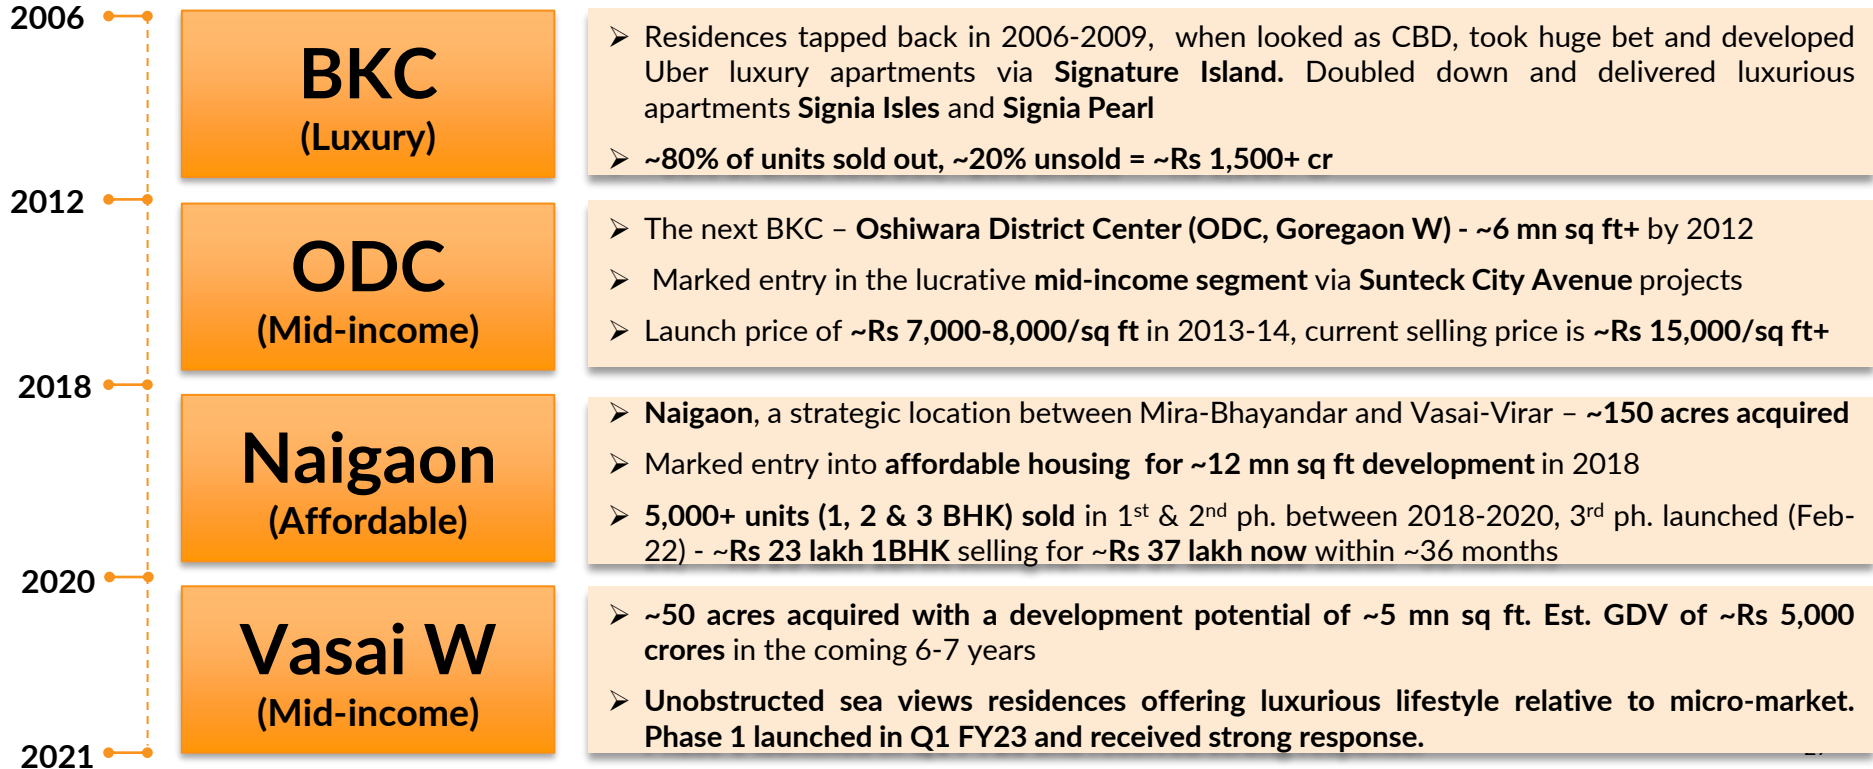 2006
BKC
(Luxury)
➢ Residences tapped back in 2006-2009, when looked as CBD, took huge bet and developed
Uber luxury apartments via Signature Island. Doubled down and delivered luxurious
apartments Signia Isles and Signia Pearl
➢ ~80% of units sold out, ~20% unsold = ~Rs 1,500+ cr
2012
ODC
(Mid-income)
➢ The next BKC – Oshiwara District Center (ODC, Goregaon W) - ~6 mn sq ft+ by 2012
➢ Marked entry in the lucrative mid-income segment via Sunteck City Avenue projects
➢ Launch price of ~Rs 7,000-8,000/sq ft in 2013-14, current selling price is ~Rs 15,000/sq ft+
2018
Naigaon
(Affordable)
➢ Naigaon, a strategic location between Mira-Bhayandar and Vasai-Virar – ~150 acres acquired
➢ Marked entry into affordable housing for ~12 mn sq ft development in 2018
➢ 5,000+ units (1, 2 & 3 BHK) sold in 1st & 2nd ph. between 2018-2020, 3rd ph. launched (Feb-
22) - ~Rs 23 lakh 1BHK selling for ~Rs 37 lakh now within ~36 months
2020
Vasai W
(Mid-income)
➢ ~50 acres acquired with a development potential of ~5 mn sq ft. Est. GDV of ~Rs 5,000
crores in the coming 6-7 years
➢ Unobstructed sea views residences offering luxurious lifestyle relative to micro-market.
Phase 1 launched in Q1 FY23 and received strong response.
2021